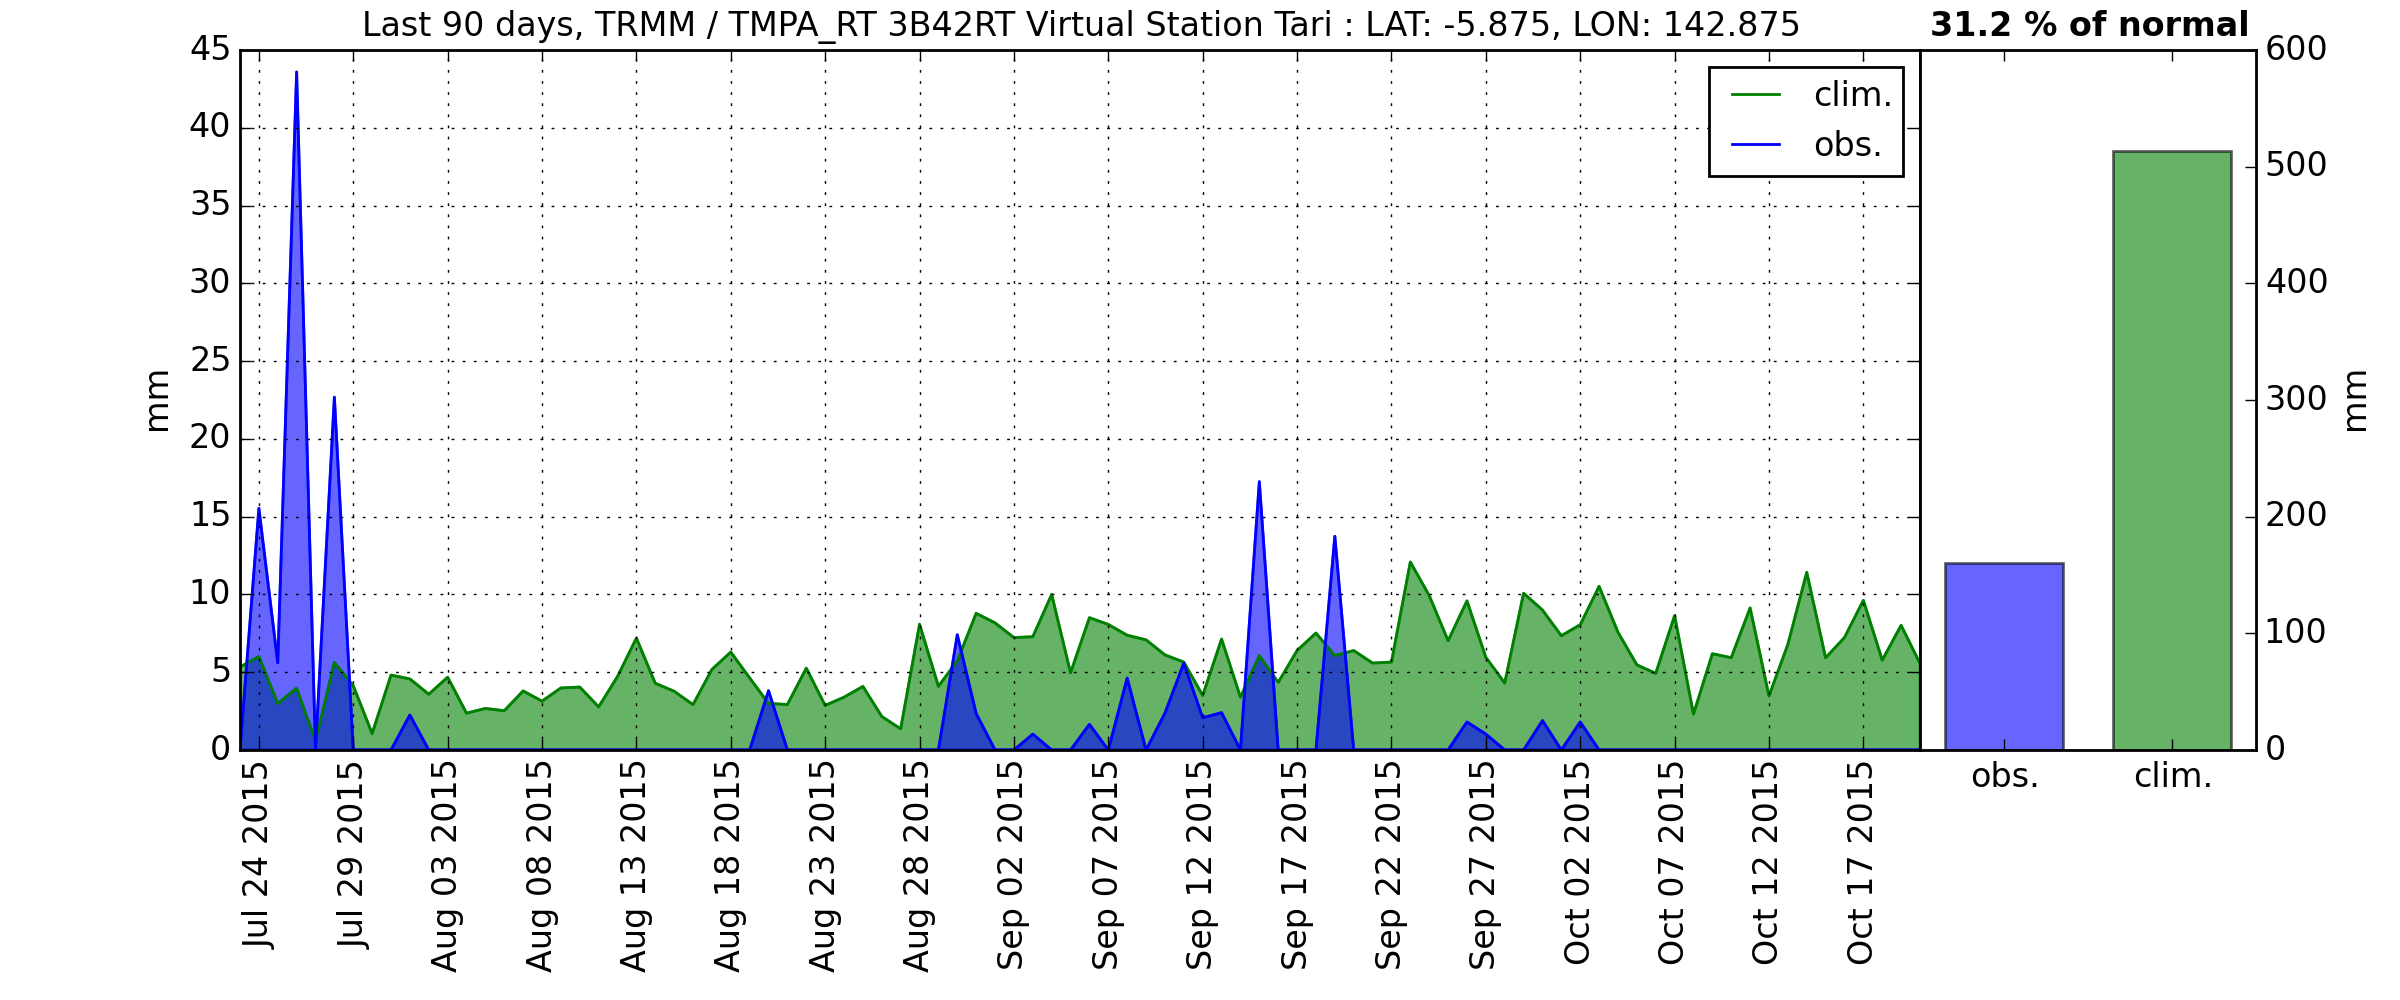 Last 90 days, TRMM / TMPA_RT 3B42RT Virtual Station Tari : LAT: -5.875, LON: 142.875
31.2 % of normal
45
40
35
30
25
20
15
10
5
0
mm
clim.
obs.
600
500
400
300
200
100
0
mm
obs.
clim.
Jul 24 2015
Jul 29 2015
Aug 03 2015
Aug 08 2015
Aug 13 2015
Aug 18 2015
Aug 23 2015
Aug 28 2015
Sep 02 2015
Sep 07 2015
Sep 12 2015
Sep 17 2015
Sep 22 2015
Sep 27 2015
Oct 02 2015
Oct 07 2015
Oct 12 2015
Oct 17 2015